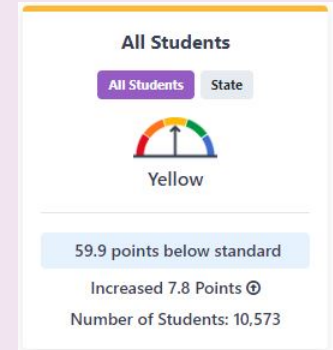 All Students
All Students State
Yellow
59.9 points below standard
Increased 7.8 Points
Number of Students: 10,573